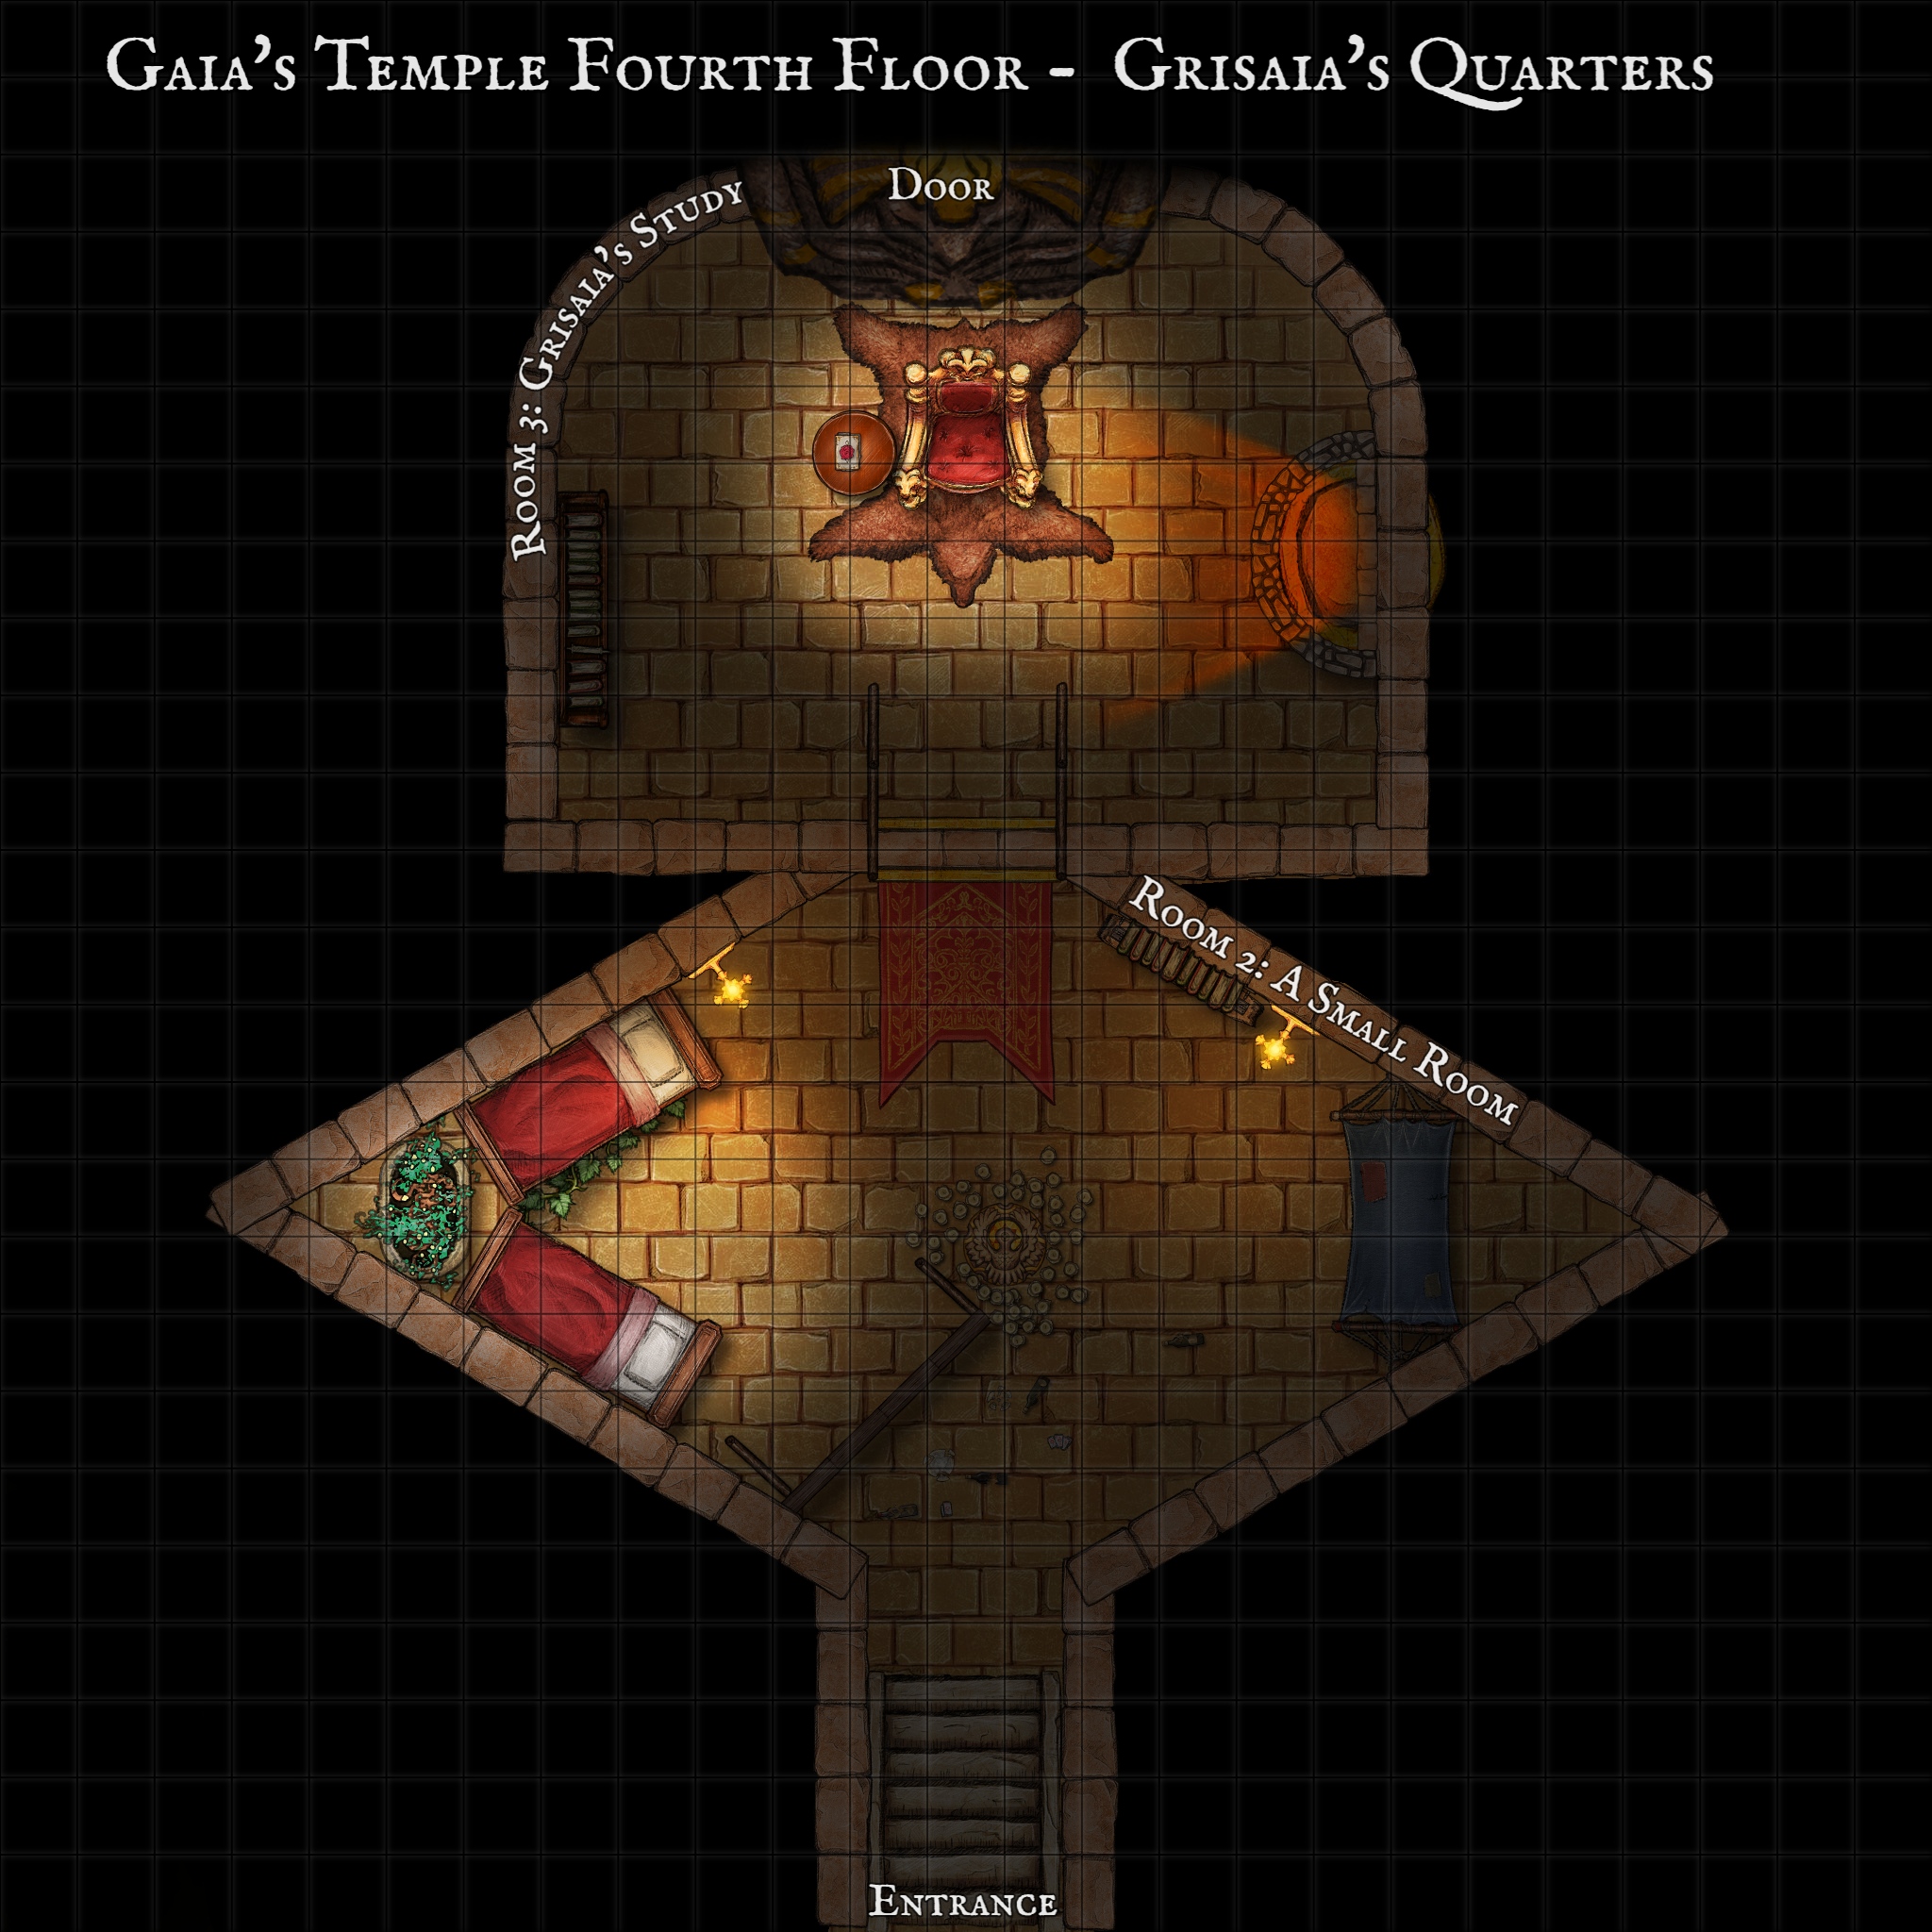 Gaia's Temple Fourth Floor - Grisaia's Quarters
Door
Room 3: Grisaia's Study
Room 2: A Small Room
Entrance